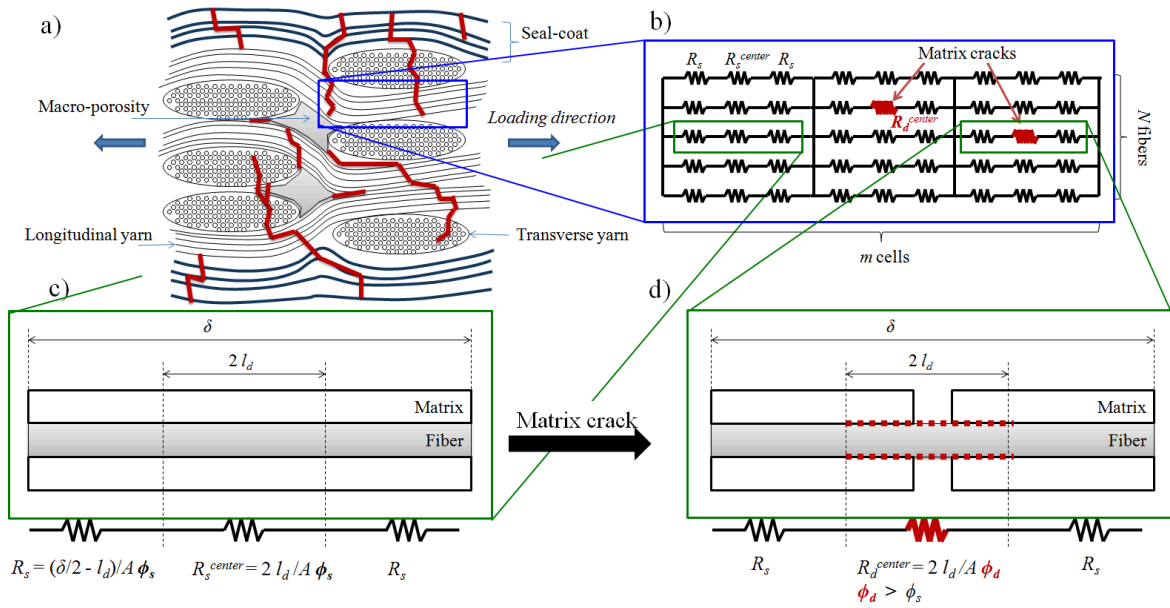 a)
Seal-coat
Macro-porosity
Loading direction
Longitudinal yarn
Transverse yarn
b)
Matrix cracks
R_s R_s^center R_s
R_d^center
N fibers
m cells
c)
δ
2 l_d
Matrix
Fiber
R_s = (δ/2 - l_d)/A ϕ_s R_s^center = 2 l_d/A ϕ_s R_s
Matrix crack
d)
δ
2 l_d
Matrix
Fiber
R_s R_d^center = 2 l_d/A ϕ_d R_s
ϕ_d > ϕ_s